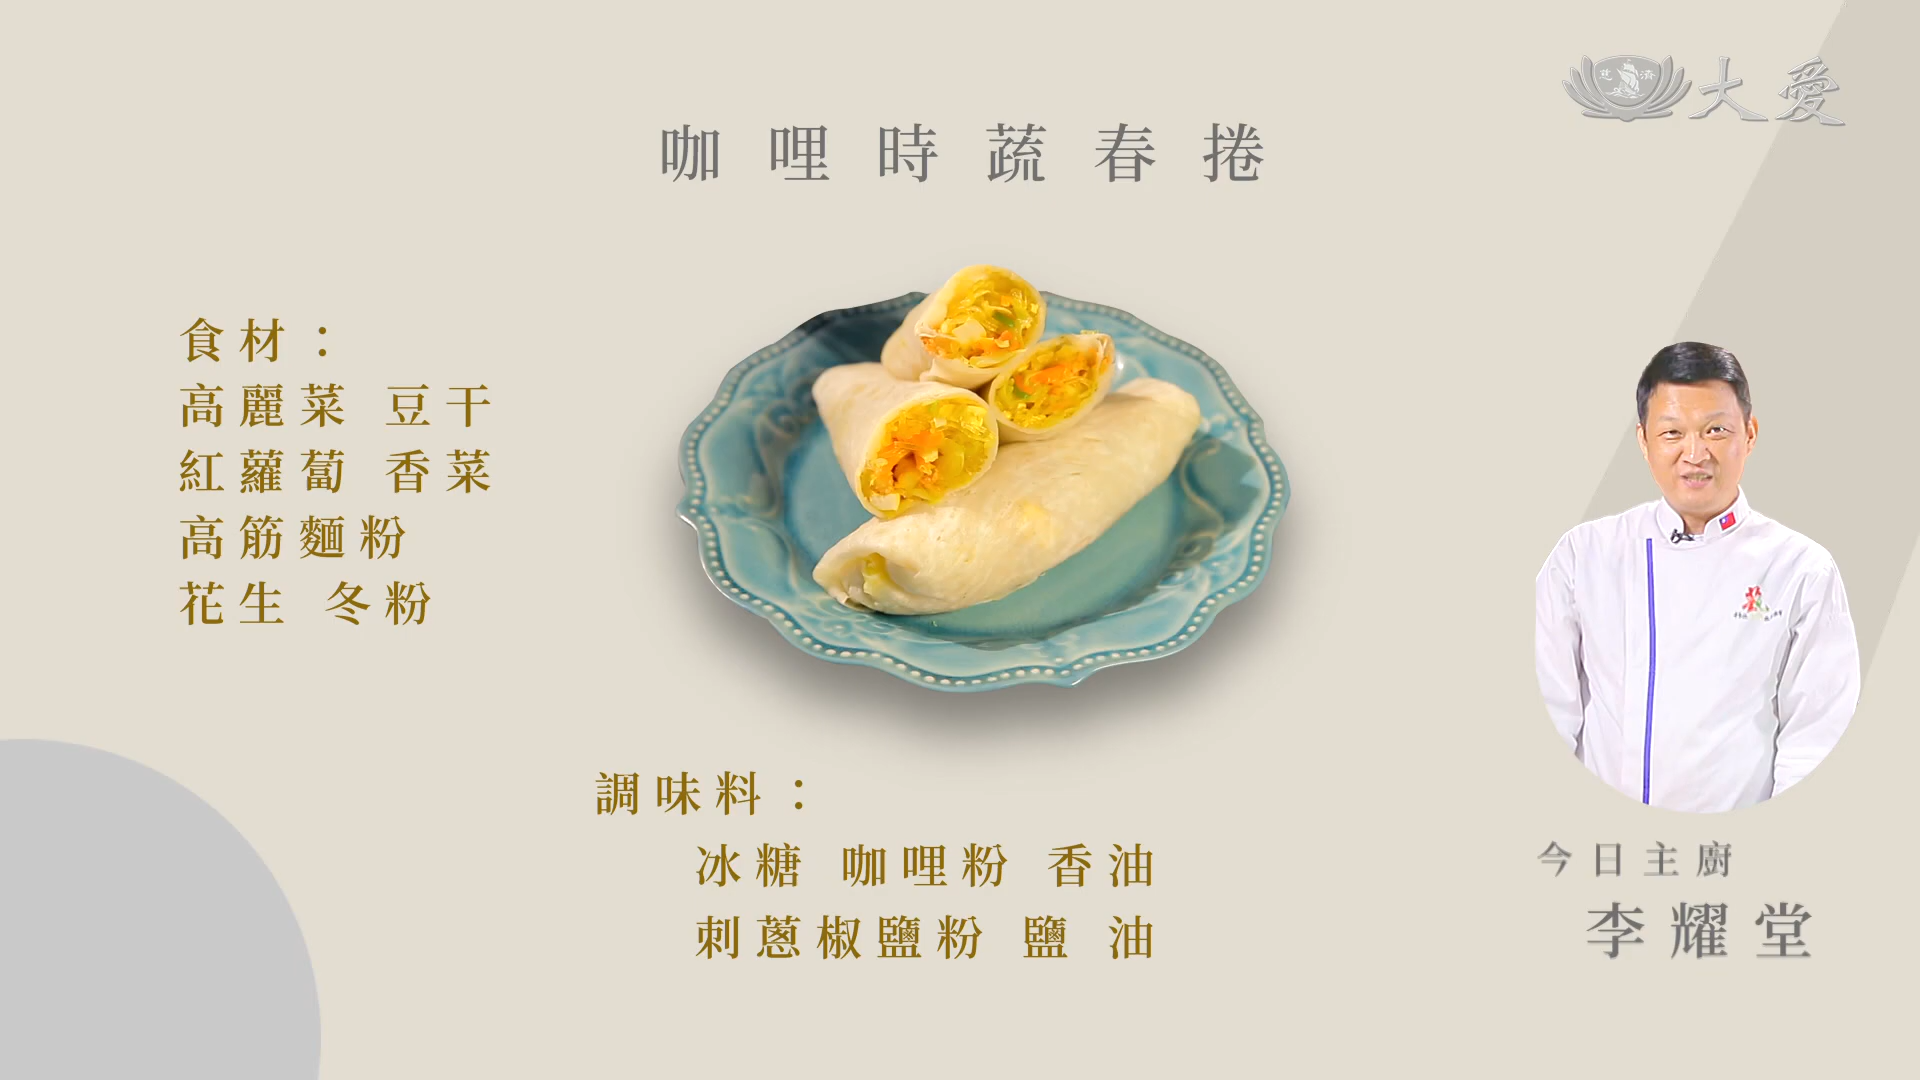 慈濟
大愛
咖哩時蔬春捲
食材：
高麗菜 豆干
紅蘿蔔 香菜
高筋麵粉
花生 冬粉
調味料：
冰糖 咖哩粉 香油
刺蔥椒鹽粉 鹽 油
今日主廚
李耀堂